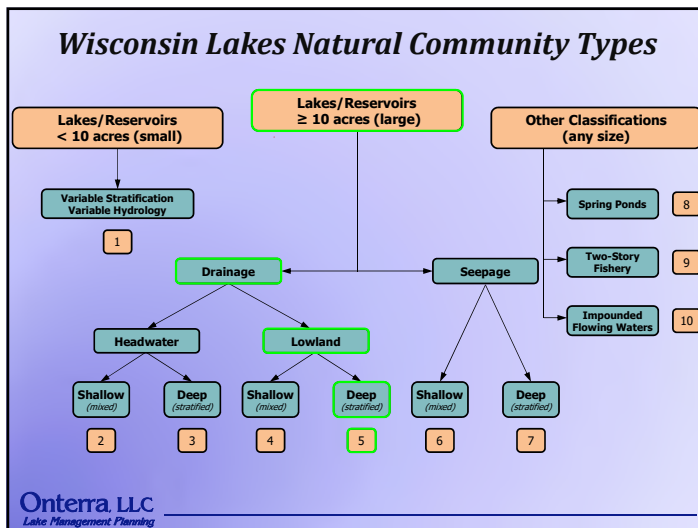 Wisconsin Lakes Natural Community Types
Lakes/Reservoirs
< 10 acres (small)
Lakes/Reservoirs
≥ 10 acres (large)
Other Classifications
(any size)
Variable Stratification
Variable Hydrology
1
Spring Ponds
8
Two-Story
Fishery
9
Impounded
Flowing Waters
10
Drainage
Seepage
Headwater
Lowland
Shallow
(mixed)
Deep
(stratified)
Shallow
(mixed)
Deep
(stratified)
Shallow
(mixed)
Deep
(stratified)
2
3
4
5
6
7
Onterra, LLC
Lake Management Planning